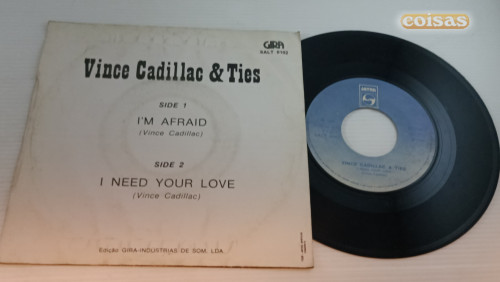 coisas
GIRA
Vince Cadillac & Ties
SIDE 1
I'M AFRAID
(Vince Cadillac)
SIDE 2
I NEED YOUR LOVE
(Vince Cadillac)
Edição GIRA-INDUSTRIAS DE SOM, LDA.
VINCE CADILLAC & TIES